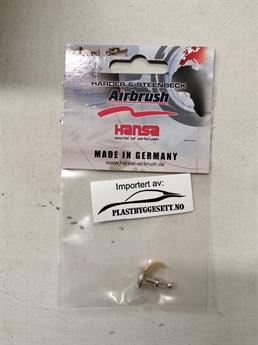 HARDER & STEENBECK
Airbrush
HANSA
world of airbrush
MADE IN GERMANY
www.harder-airbrush.de
Importert av:
PLASTBYGGESETT.NO